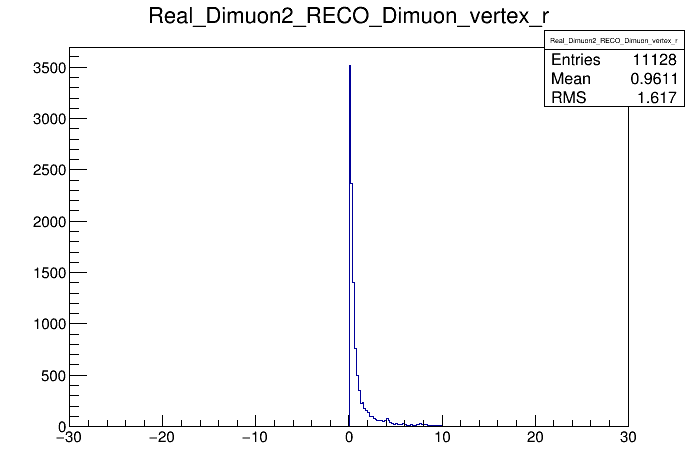 Real_Dimuon2_RECO_Dimuon_vertex_r
Real_Dimuon2_RECO_Dimuon_vertex_r
Entries 11128
Mean 0.9611
RMS 1.617
3500
3000
2500
2000
1500
1000
500
0
−30 −20 −10 0 10 20 30